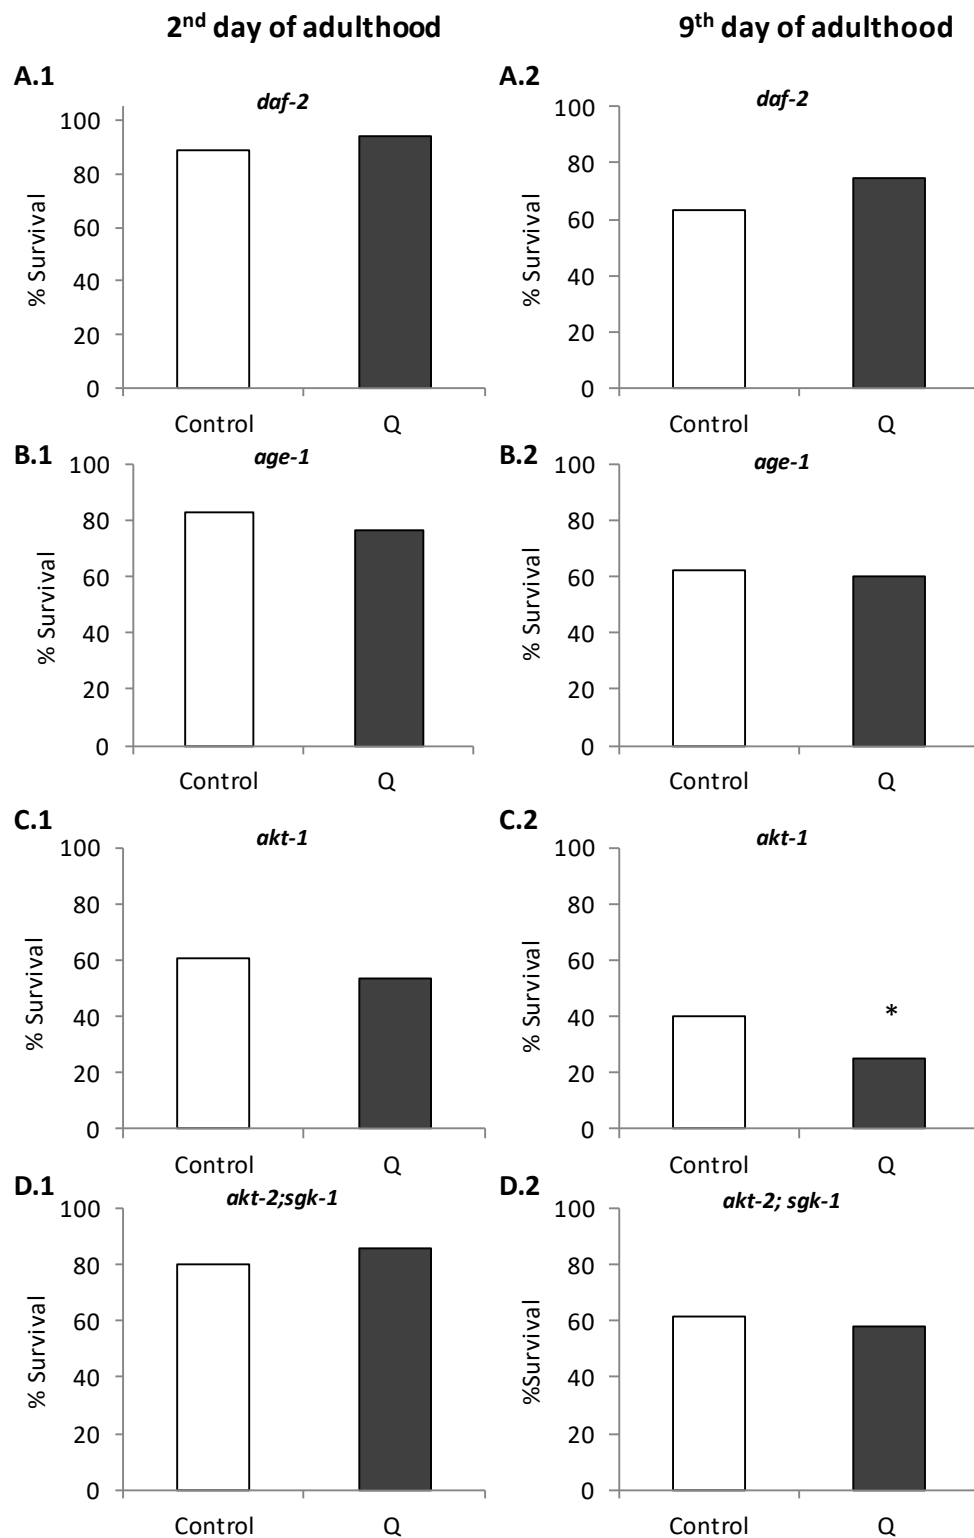 2nd day of adulthood
9th day of adulthood
A.1
daf-2
% Survival
100
80
60
40
20
0
Control Q
A.2
daf-2
% Survival
100
80
60
40
20
0
Control Q
B.1
age-1
% Survival
100
80
60
40
20
0
Control Q
B.2
age-1
% Survival
100
80
60
40
20
0
Control Q
C.1
akt-1
% Survival
100
80
60
40
20
0
Control Q
C.2
akt-1
% Survival
100
80
60
40
20
0
*
Control Q
D.1
akt-2;sgk-1
% Survival
100
80
60
40
20
0
Control Q
D.2
akt-2; sgk-1
%Survival
100
80
60
40
20
0
Control Q